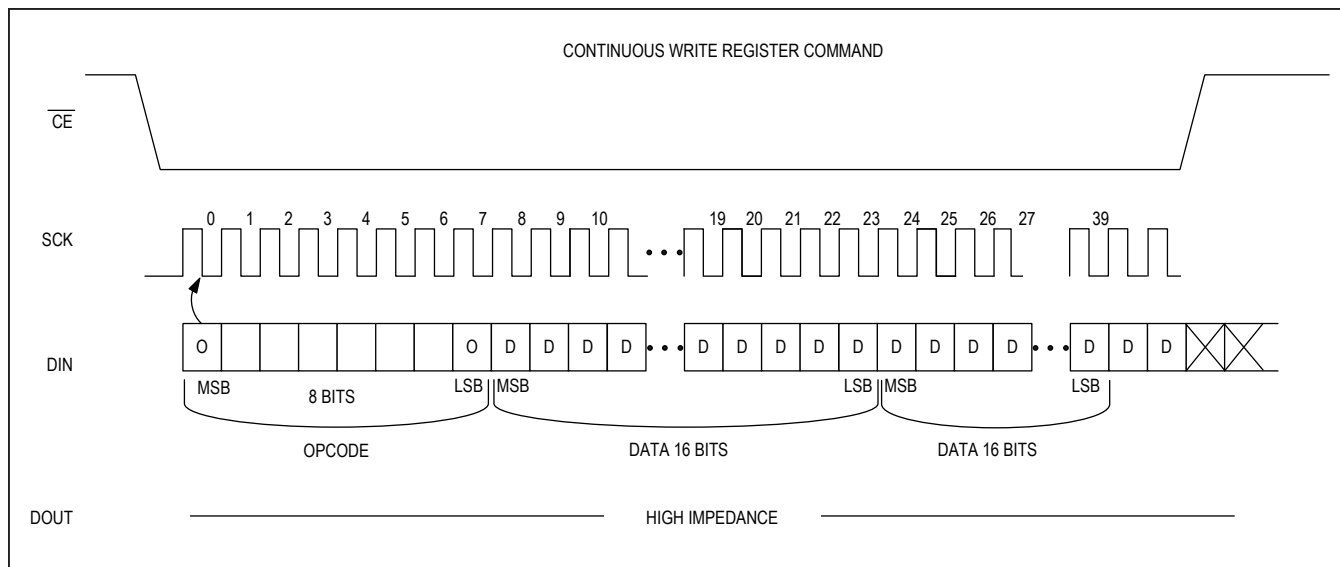 CONTINUOUS WRITE REGISTER COMMAND
CE
SCK
0 1 2 3 4 5 6 7 8 9 10 19 20 21 22 23 24 25 26 27 39
DIN
O O D D D D D D D D D D D D D D D D
MSB 8 BITS LSB MSB LSB MSB LSB
OPCODE DATA 16 BITS DATA 16 BITS
DOUT HIGH IMPEDANCE